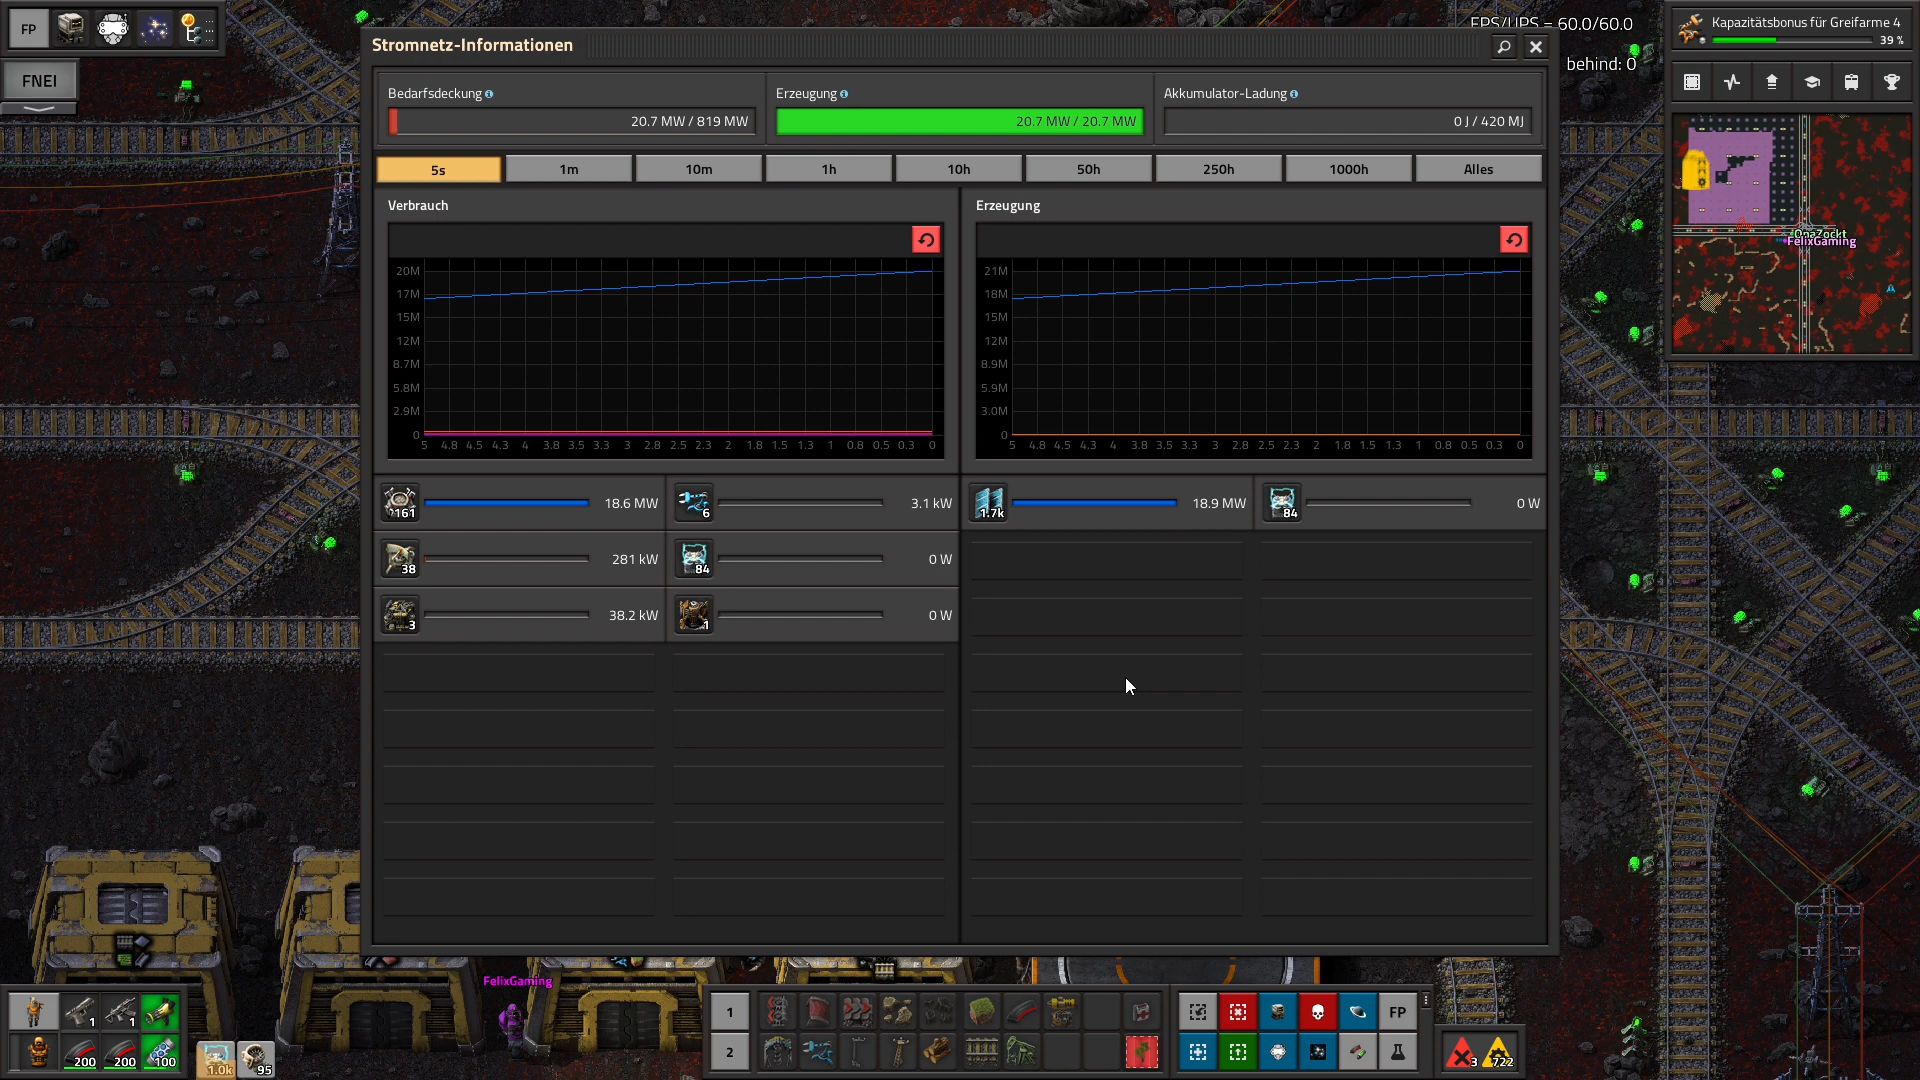 FP
FNEI
Stromnetz-Informationen
FPS/UPS = 60.0/60.0
behind: 0
Kapazitätsbonus für Greifarme 4
39 %
Bedarfsdeckung
20.7 MW / 819 MW
Erzeugung
20.7 MW / 20.7 MW
Akkumulator-Ladung
0 J / 420 MJ
5s
1m
10m
1h
10h
50h
250h
1000h
Alles
Verbrauch
20M
17M
15M
12M
8.7M
5.8M
2.9M
0
5 4.8 4.5 4.3 4 3.8 3.5 3.3 3 2.8 2.5 2.3 2 1.8 1.5 1.3 1 0.8 0.5 0.3 0
Erzeugung
21M
18M
15M
12M
8.9M
5.9M
3.0M
0
5 4.8 4.5 4.3 4 3.8 3.5 3.3 3 2.8 2.5 2.3 2 1.8 1.5 1.3 1 0.8 0.5 0.3 0
161
18.6 MW
6
3.1 kW
38
281 kW
84
0 W
3
38.2 kW
1
0 W
1.7k
18.9 MW
84
0 W
OpaZockt
FelixGaming
FelixGaming
1
1
200
200
100
1.0k
95
1
2
FP
3
722